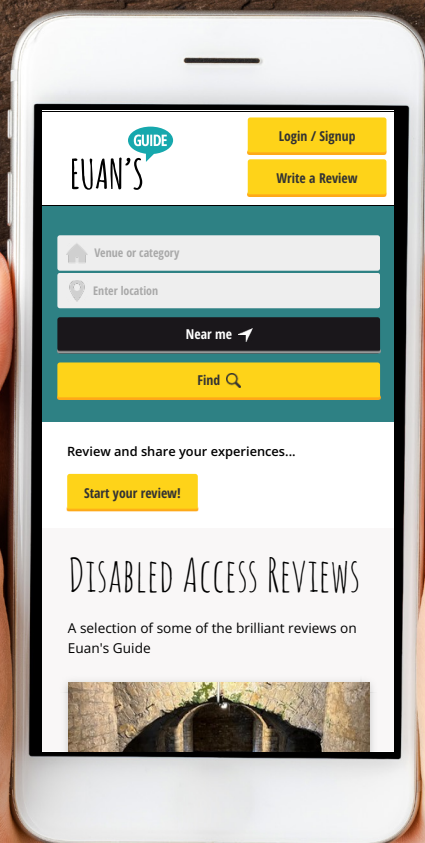 GUIDE
EUAN'S
Login / Signup
Write a Review
Venue or category
Enter location
Near me
Find
Review and share your experiences...
Start your review!
DISABLED ACCESS REVIEWS
A selection of some of the brilliant reviews on
Euan's Guide